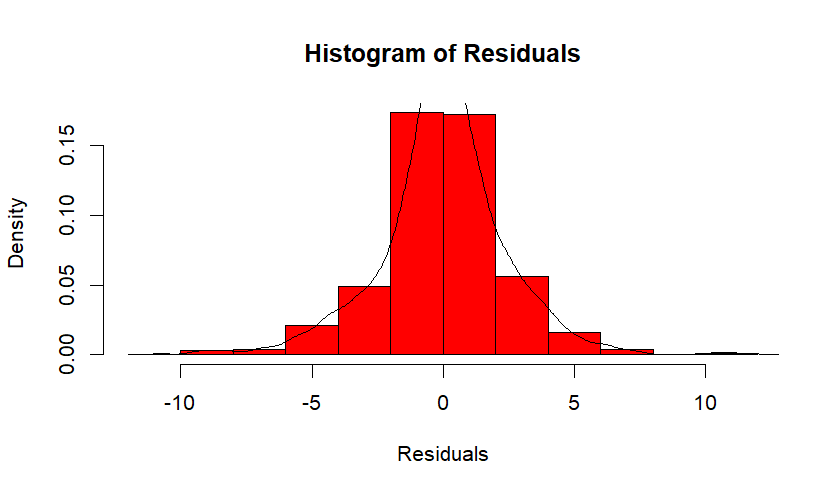 Histogram of Residuals
Density
0.15
0.10
0.05
0.00
-10 -5 0 5 10
Residuals